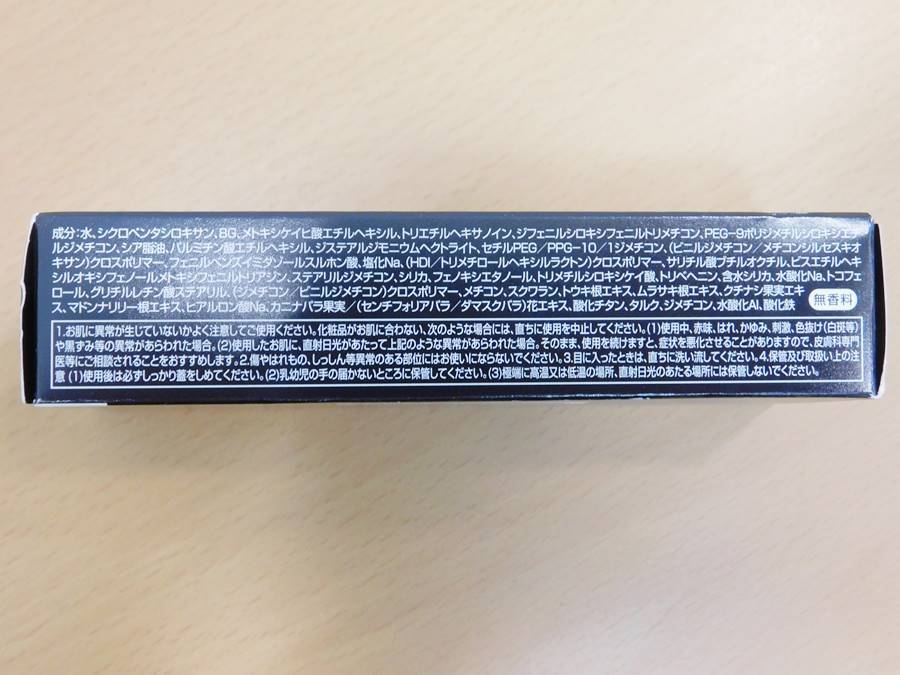 成分:水、シクロペンタシロキサン、BG、メトキシケイヒ酸エチルヘキシル、トリエチルヘキサノイン、ジフェニルシロキシフェニルトリメチコン、PEG-9ポリジメチルシロキシエチ
ルジメチコン、シア脂油、パルミチン酸エチルヘキシル、ジステアルジモニウムヘクトライト、セチルPEG/PPG-10/1ジメチコン、(ビニルジメチコン/メチコンシルセスキオ
キサン)クロスポリマー、フェニルベンズイミダゾールスルホン酸、塩化Na、(HDI/トリメチロールヘキシルラクトン)クロスポリマー、サリチル酸ブチルオクチル、ビスエチルヘキ
シルオキシフェノールメトキシフェニルトリアジン、ステアリルジメチコン、シリカ、フェノキシエタノール、トリメチルシロキシケイ酸、トリベヘニン、含水シリカ、水酸化Na、トコフェ
ロール、グリチルレチン酸ステアリル、(ジメチコン/ビニルジメチコン)クロスポリマー、メチコン、スクワラン、トウキ根エキス、ムラサキ根エキス、クチナシ果実エキ
ス、マドンナリリー根エキス、ヒアルロン酸Na、カニナバラ果実/(センチフォリアバラ/ダマスクバラ)花エキス、酸化チタン、タルク、ジメチコン、水酸化Al、酸化鉄
無香料
1.お肌に異常が生じていないかよく注意してご使用ください。化粧品がお肌に合わない、次のような場合には、直ちに使用を中止してください。(1)使用中、赤味、はれ、かゆみ、刺激、色抜け(白斑等)
や黒ずみ等の異常があらわれた場合。(2)使用したお肌に、直射日光があたって上記のような異常があらわれた場合。そのまま、使用を続けますと、症状を悪化させることがありますので、皮膚科専門
医等にご相談されることをおすすめします。2.傷やはれもの、しっしん等異常のある部位にはお使いにならないでください。3.目に入ったときは、直ちに洗い流してください。4.保管及び取扱い上の注
意 (1)使用後は必ずしっかり蓋をしめてください。(2)乳幼児の手の届かないところに保管してください。(3)極端に高温又は低温の場所、直射日光のあたる場所には保管しないでください。